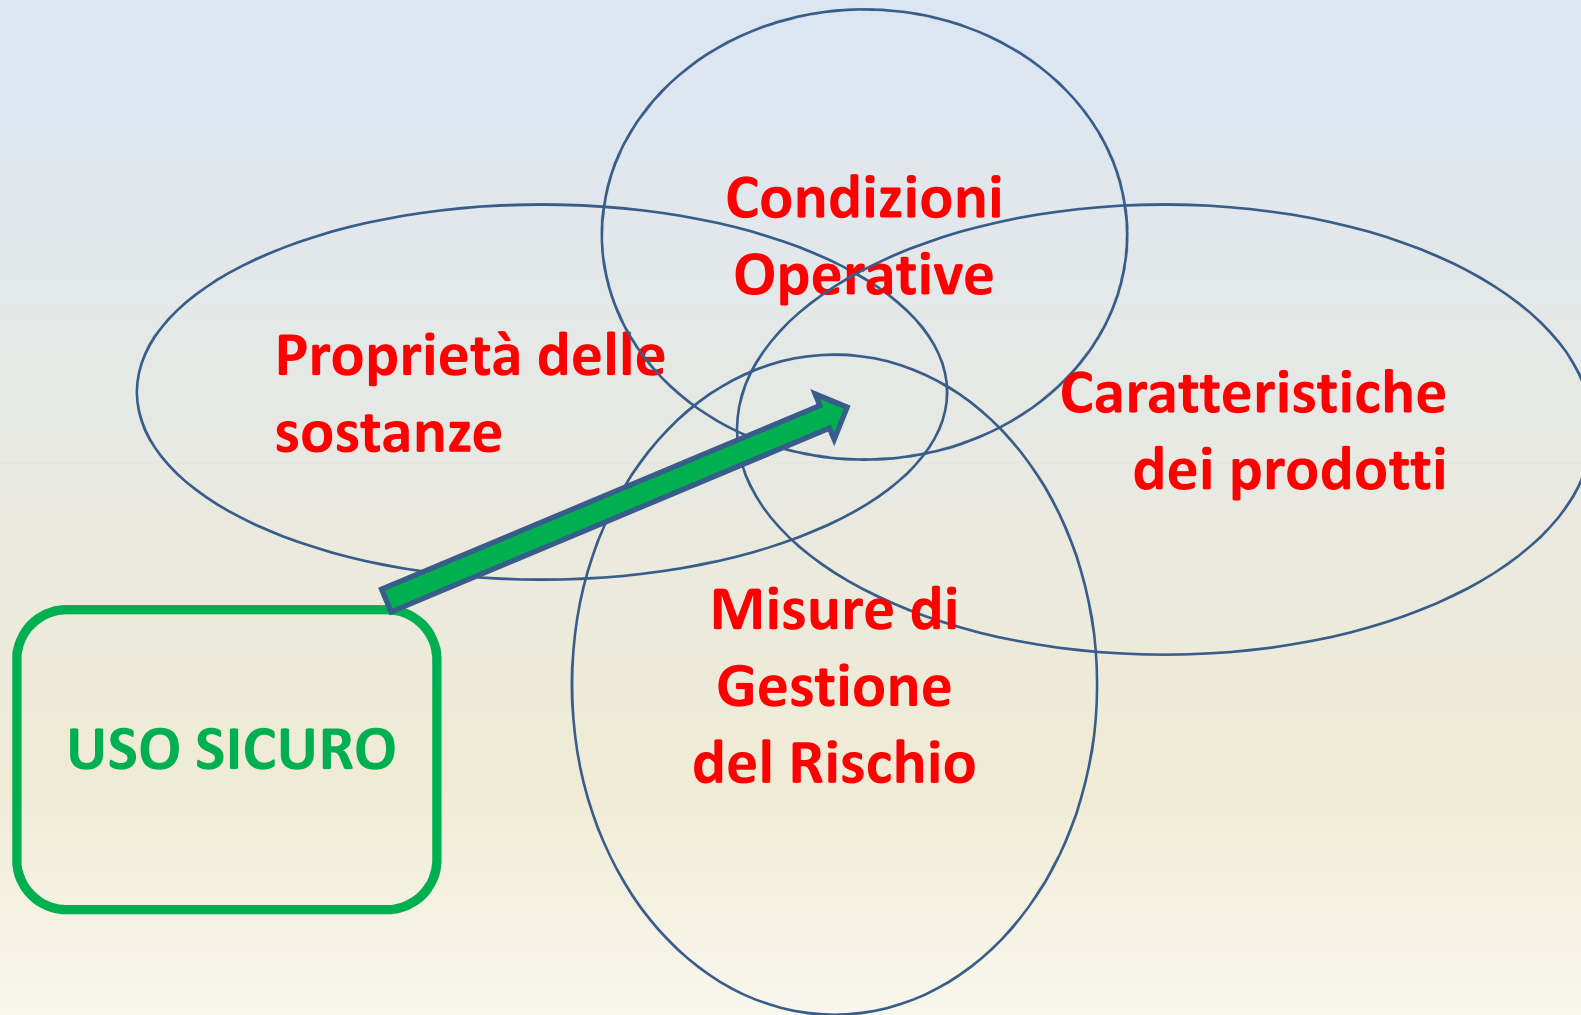 Condizioni
Operative
Proprietà delle
sostanze
Caratteristiche
dei prodotti
Misure di
Gestione
del Rischio
USO SICURO